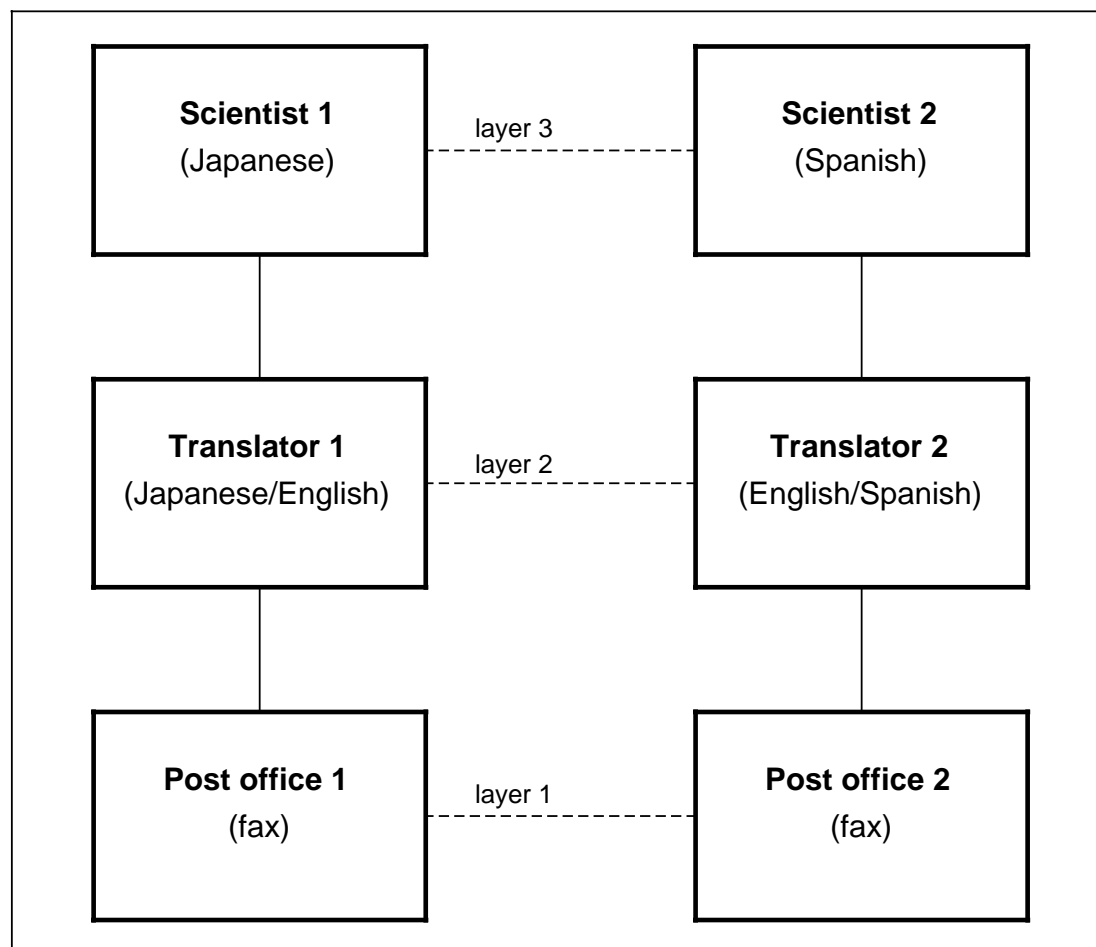 Scientist 1
(Japanese)
layer 3
Scientist 2
(Spanish)
Translator 1
(Japanese/English)
layer 2
Translator 2
(English/Spanish)
Post office 1
(fax)
layer 1
Post office 2
(fax)